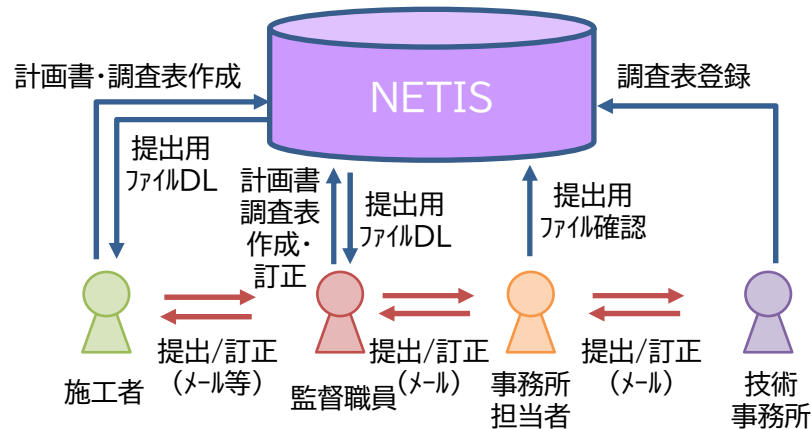 NETIS
計画書・調査表作成
調査表登録
提出用
ﾌｧｲﾙDL
計画書
調査表
作成・
訂正
提出用
ﾌｧｲﾙDL
提出用
ﾌｧｲﾙ確認
提出/訂正
（ﾒｰﾙ等）
提出/訂正
（ﾒｰﾙ）
提出/訂正
（ﾒｰﾙ）
施工者
監督職員
事務所
担当者
技術
事務所